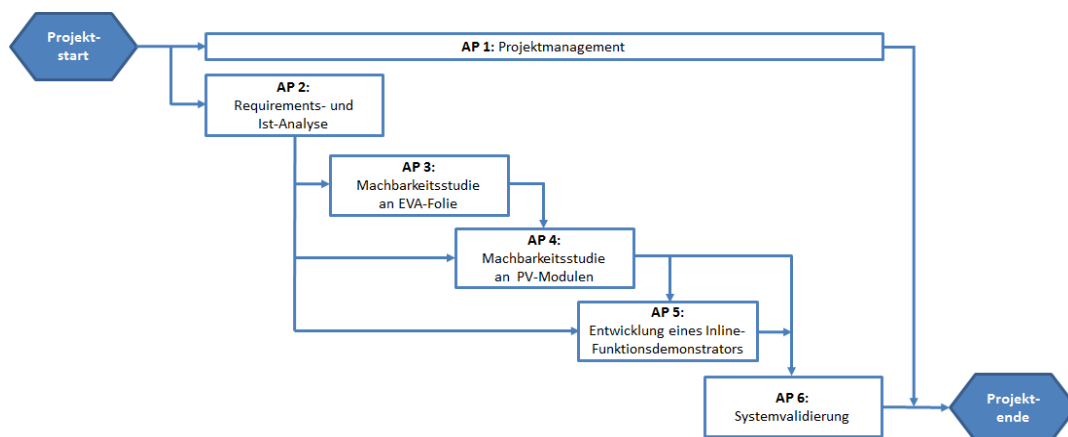 Projekt-
start
AP 1: Projektmanagement
AP 2:
Requirements- und
Ist-Analyse
AP 3:
Machbarkeitsstudie
an EVA-Folie
AP 4:
Machbarkeitsstudie
an PV-Modulen
AP 5:
Entwicklung eines Inline-
Funktionsdemonstrators
AP 6:
Systemvalidierung
Projekt-
ende